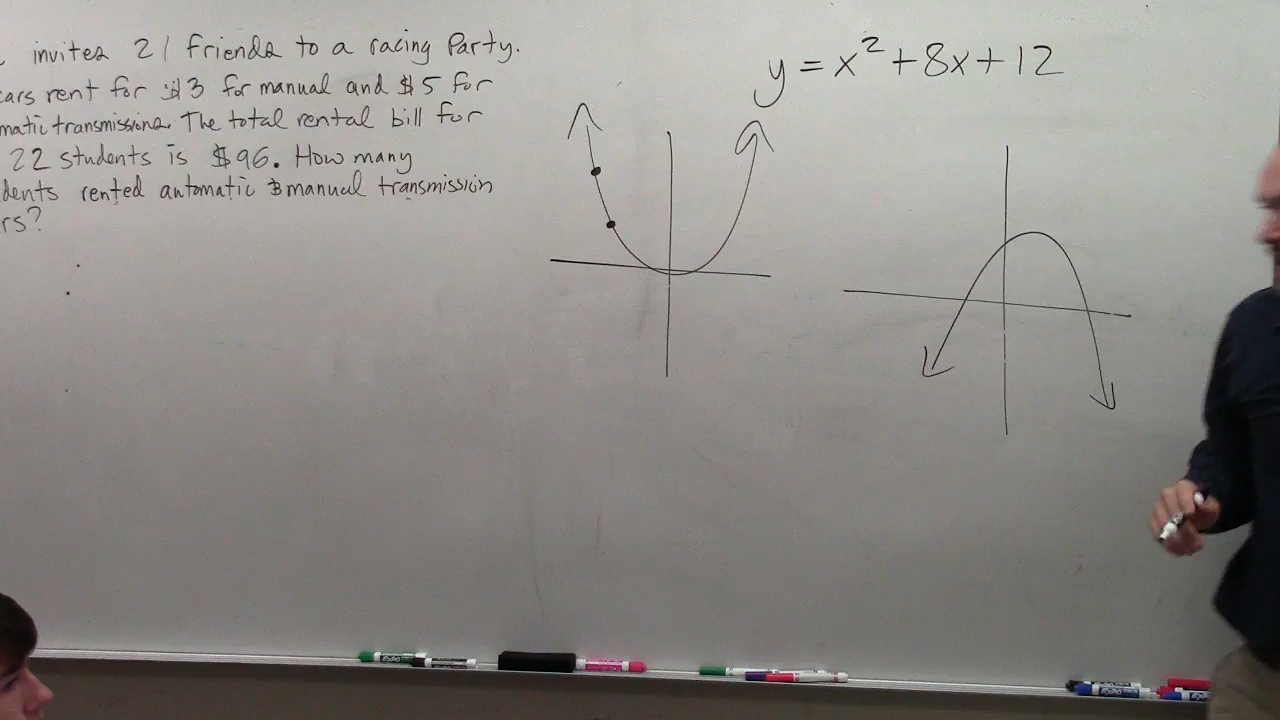 invites 21 friends to a racing Party.
cars rent for $3 for manual and $5 for
matic transmissions. The total rental bill for
22 students is $96. How many
dents rented automatic & manual transmission
rs?
y = x² + 8x + 12